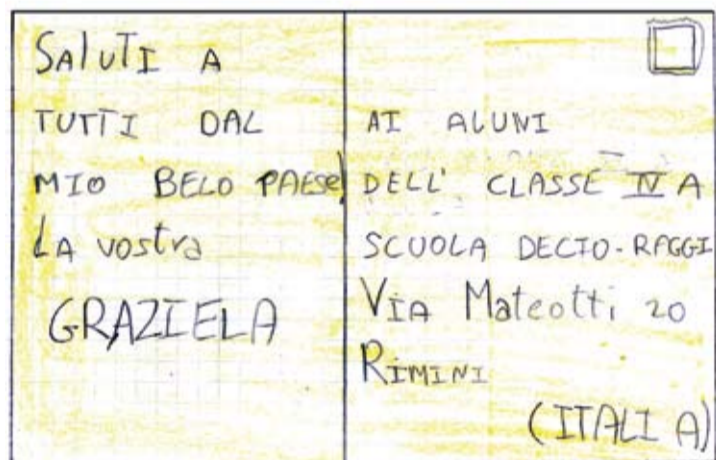 SAlUTI A
TUTTI DAL
MIO BELO PAESe!
LA vostra
GRAZIELA
AI ALUNI
DELL' CLASSE IV A
SCUOLA DECIO-RAGGI
VIA Mateotti 20
RIMINI
(ITALIA)